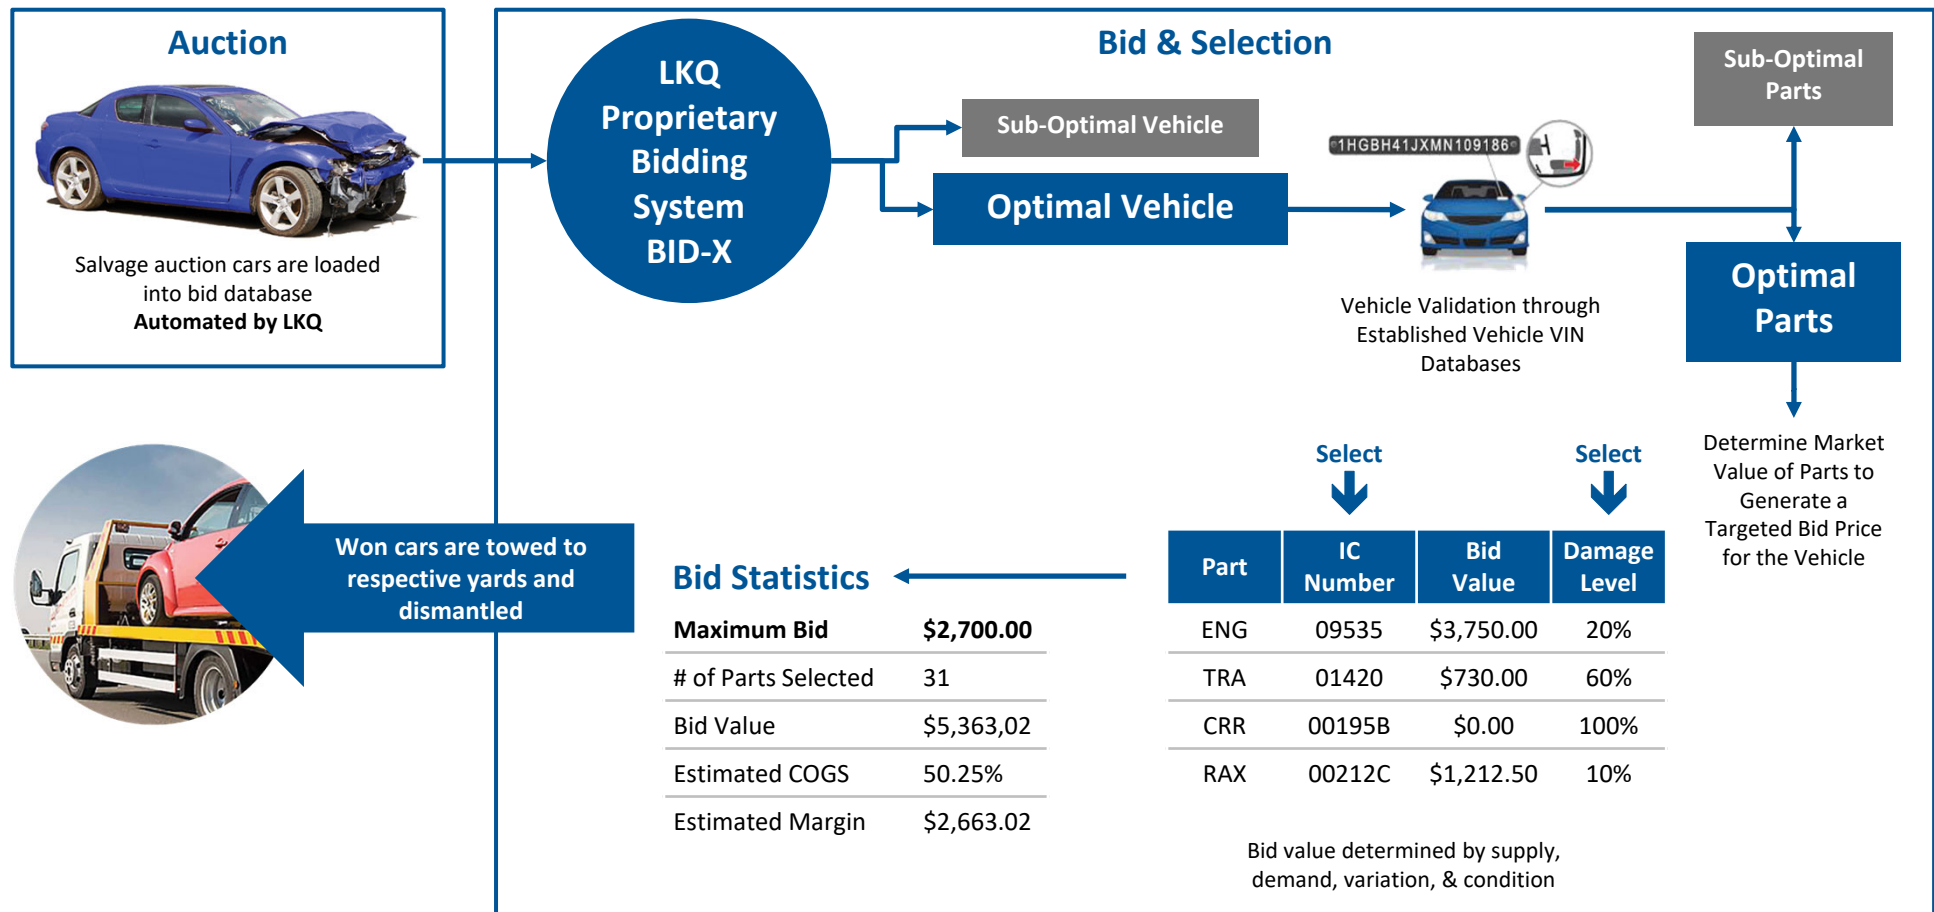 Auction
Salvage auction cars are loaded
into bid database
Automated by LKQ
Bid & Selection
LKQ
Proprietary
Bidding
System
BID-X
Sub-Optimal Vehicle
Optimal Vehicle
1HGBH41JXMN109186
Vehicle Validation through
Established Vehicle VIN
Databases
Sub-Optimal
Parts
Optimal
Parts
Determine Market
Value of Parts to
Generate a
Targeted Bid Price
for the Vehicle
Select Select
Part IC Number Bid Value Damage Level
ENG 09535 $3,750.00 20%
TRA 01420 $730.00 60%
CRR 00195B $0.00 100%
RAX 00212C $1,212.50 10%
Bid value determined by supply,
demand, variation, & condition
Bid Statistics
Maximum Bid $2,700.00
# of Parts Selected 31
Bid Value $5,363,02
Estimated COGS 50.25%
Estimated Margin $2,663.02
Won cars are towed to
respective yards and
dismantled